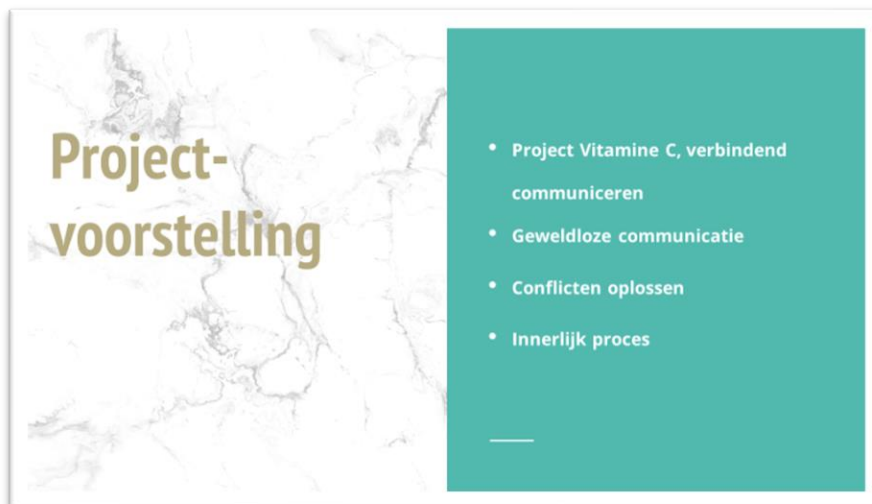 Project-
voorstelling
• Project Vitamine C, verbindend
communiceren
• Geweldloze communicatie
• Conflicten oplossen
• Innerlijk proces